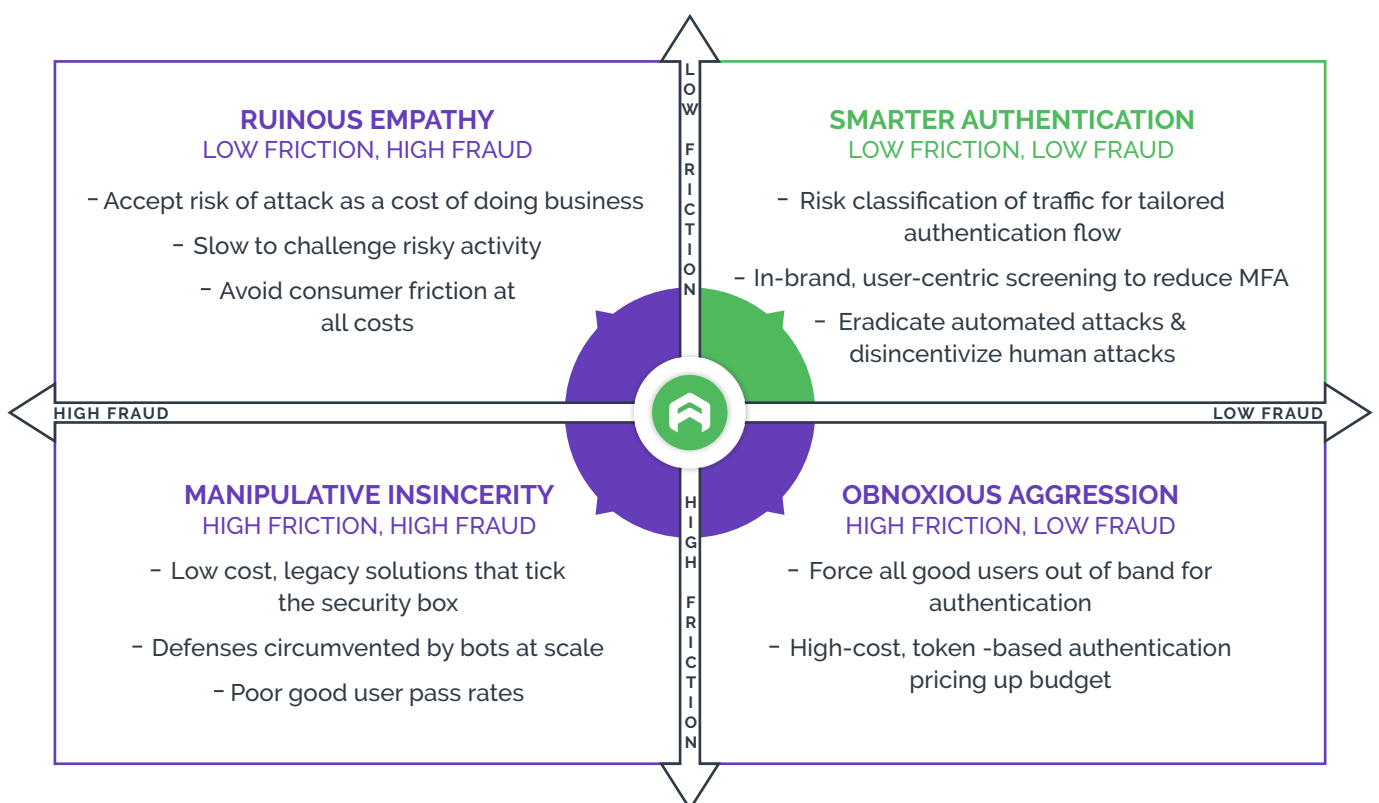 LOW FRICTION
RUINOUS EMPATHY
LOW FRICTION, HIGH FRAUD
– Accept risk of attack as a cost of doing business
– Slow to challenge risky activity
– Avoid consumer friction at
all costs
SMARTER AUTHENTICATION
LOW FRICTION, LOW FRAUD
– Risk classification of traffic for tailored
authentication flow
– In-brand, user-centric screening to reduce MFA
– Eradicate automated attacks &
disincentivize human attacks
HIGH FRAUD
LOW FRAUD
MANIPULATIVE INSINCERITY
HIGH FRICTION, HIGH FRAUD
– Low cost, legacy solutions that tick
the security box
– Defenses circumvented by bots at scale
– Poor good user pass rates
HIGH FRICTION
OBNOXIOUS AGGRESSION
HIGH FRICTION, LOW FRAUD
– Force all good users out of band for
authentication
– High-cost, token -based authentication
pricing up budget